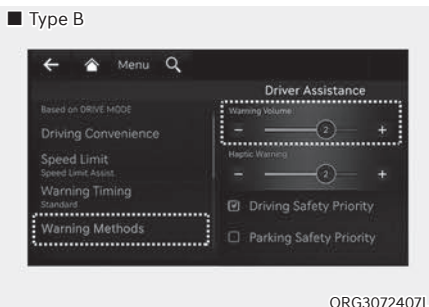 ■ Type B
Menu
Driver Assistance
Based on DRIVE MODE
Driving Convenience
Speed Limit
Speed Limit Assist
Warning Timing
Standard
Warning Methods
Warning Volume
− 2 +
Haptic Warning
− 2 +
Driving Safety Priority
Parking Safety Priority
ORG3072407L